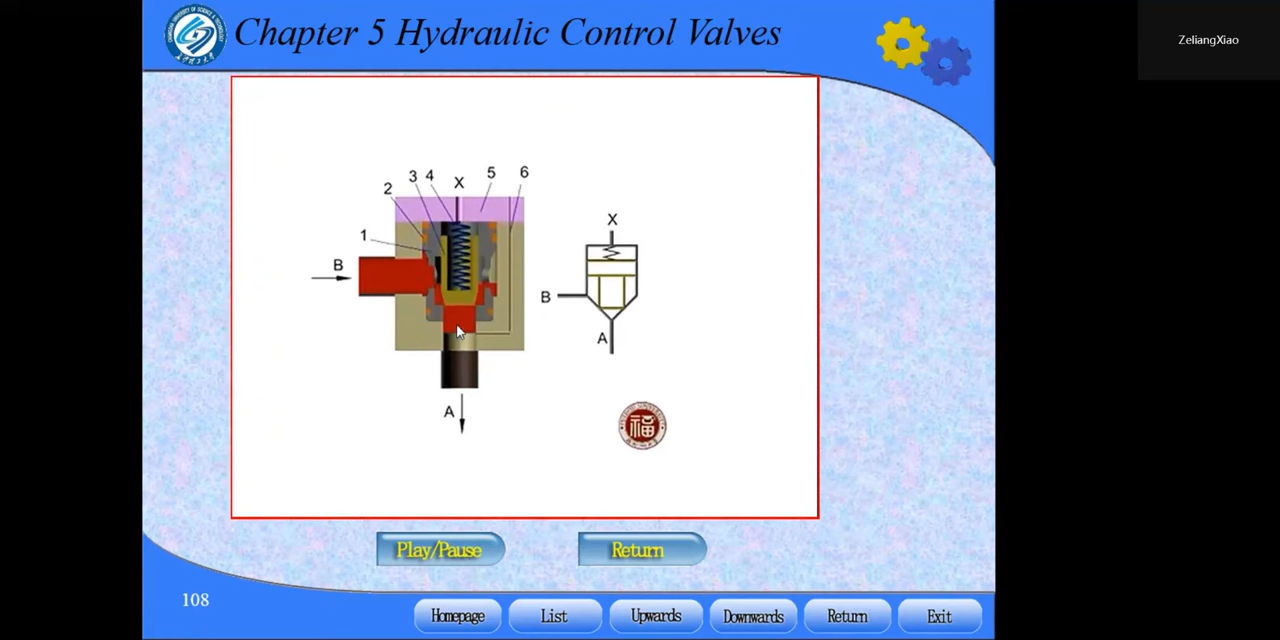 Chapter 5 Hydraulic Control Valves
ZeliangXiao
1
2
3
4
X
5
6
B
A
X
B
A
福
Play/Pause
Return
108
Homepage
List
Upwards
Downwards
Return
Exit